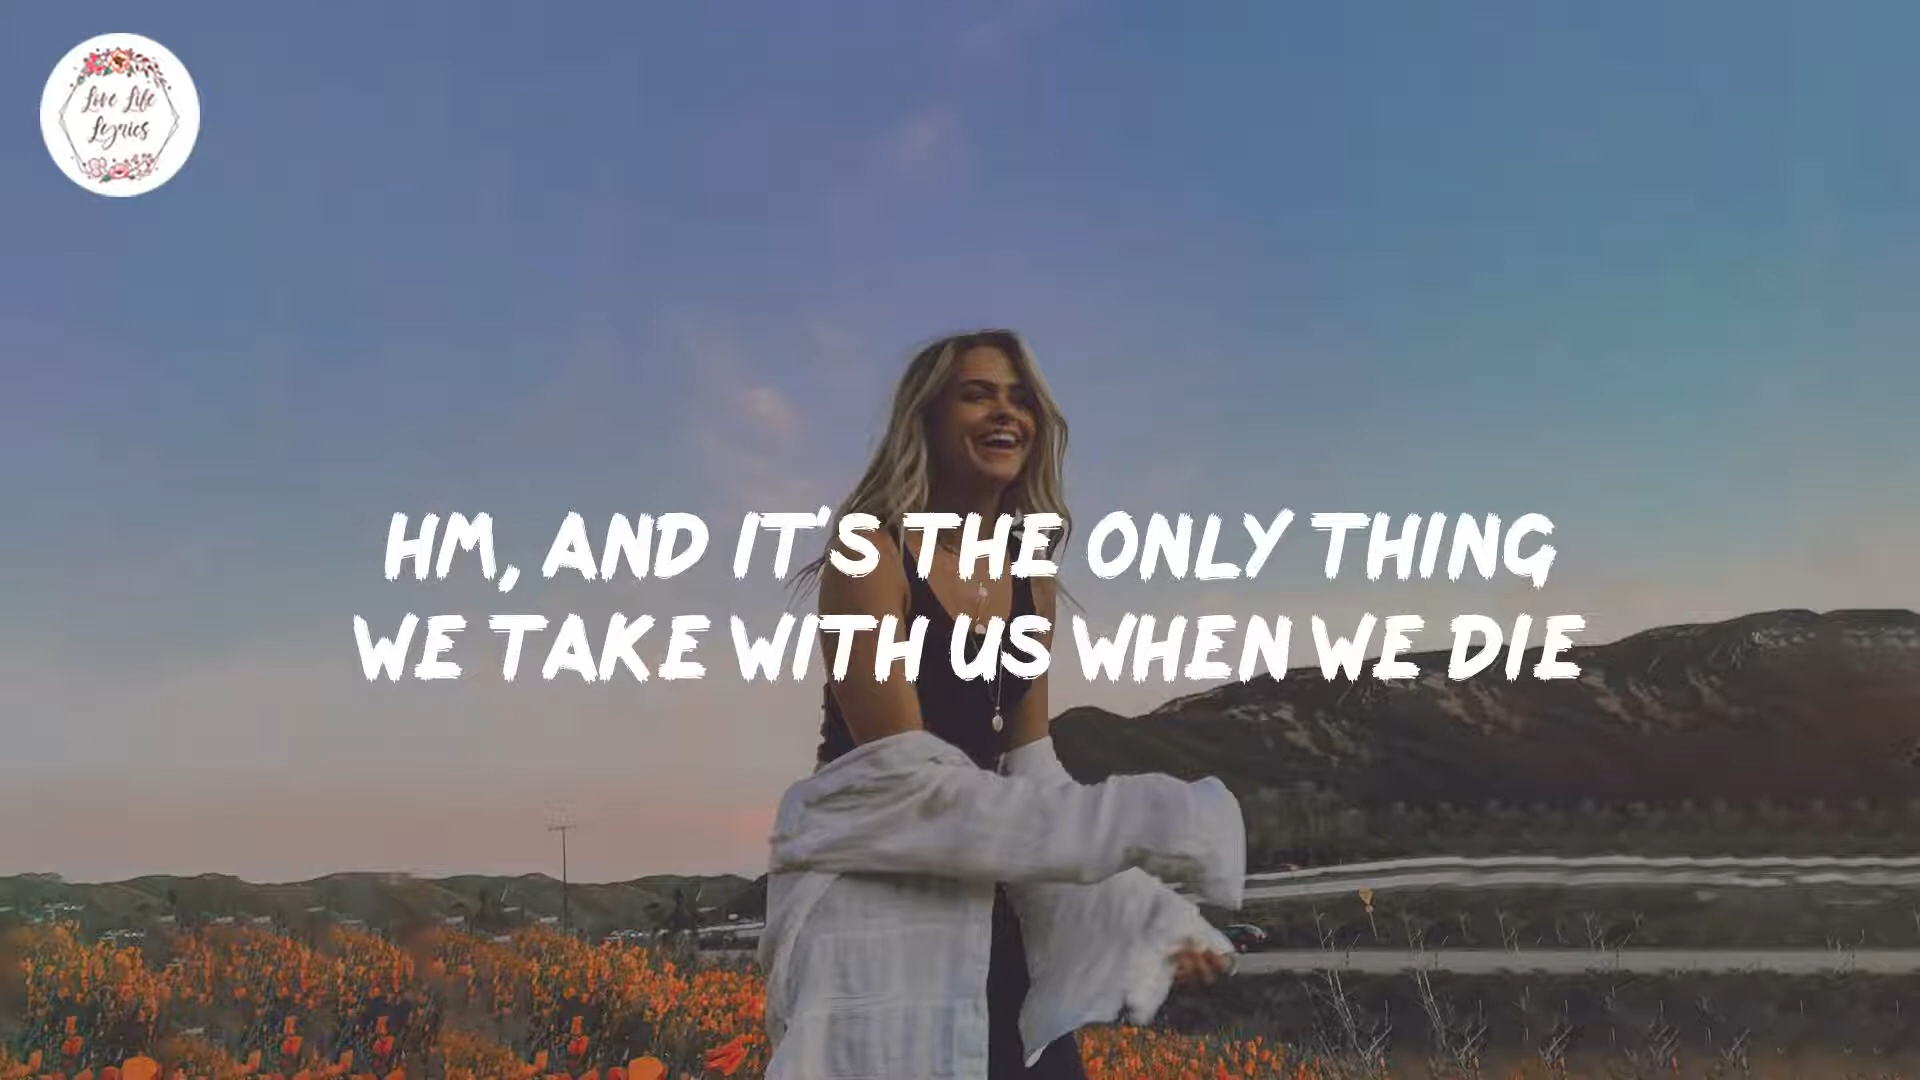 Love Life
Lyrics
HM, AND IT'S THE ONLY THING
WE TAKE WITH US WHEN WE DIE